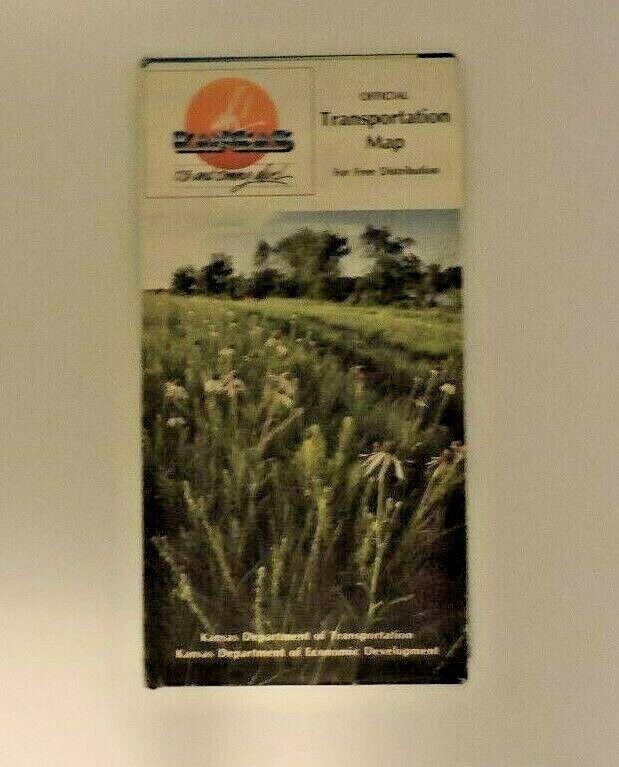 KANSAS
OFFICIAL
Transportation
Map
For Free Distribution
Kansas Department of Transportation
Kansas Department of Economic Development